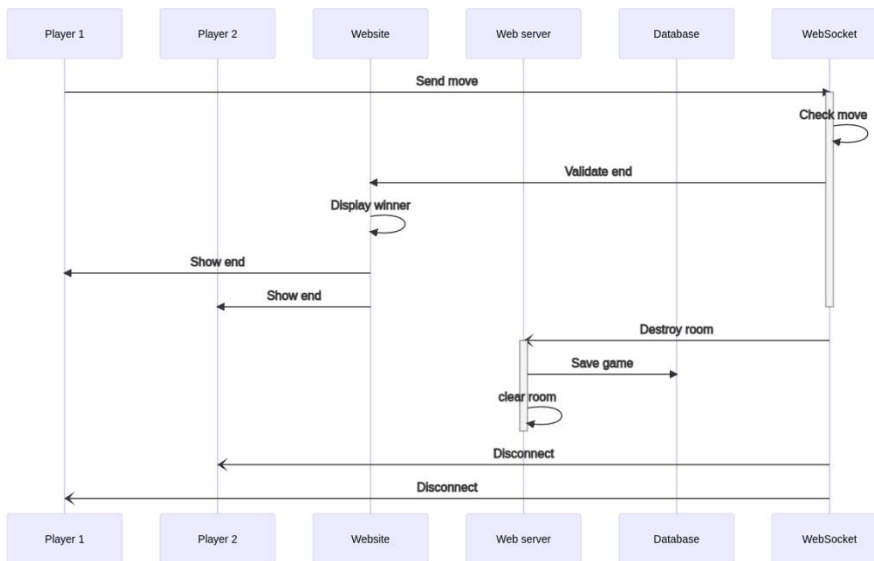 Player 1
Player 2
Website
Web server
Database
WebSocket
Send move
Check move
Validate end
Display winner
Show end
Show end
Destroy room
Save game
clear room
Disconnect
Disconnect
Player 1
Player 2
Website
Web server
Database
WebSocket